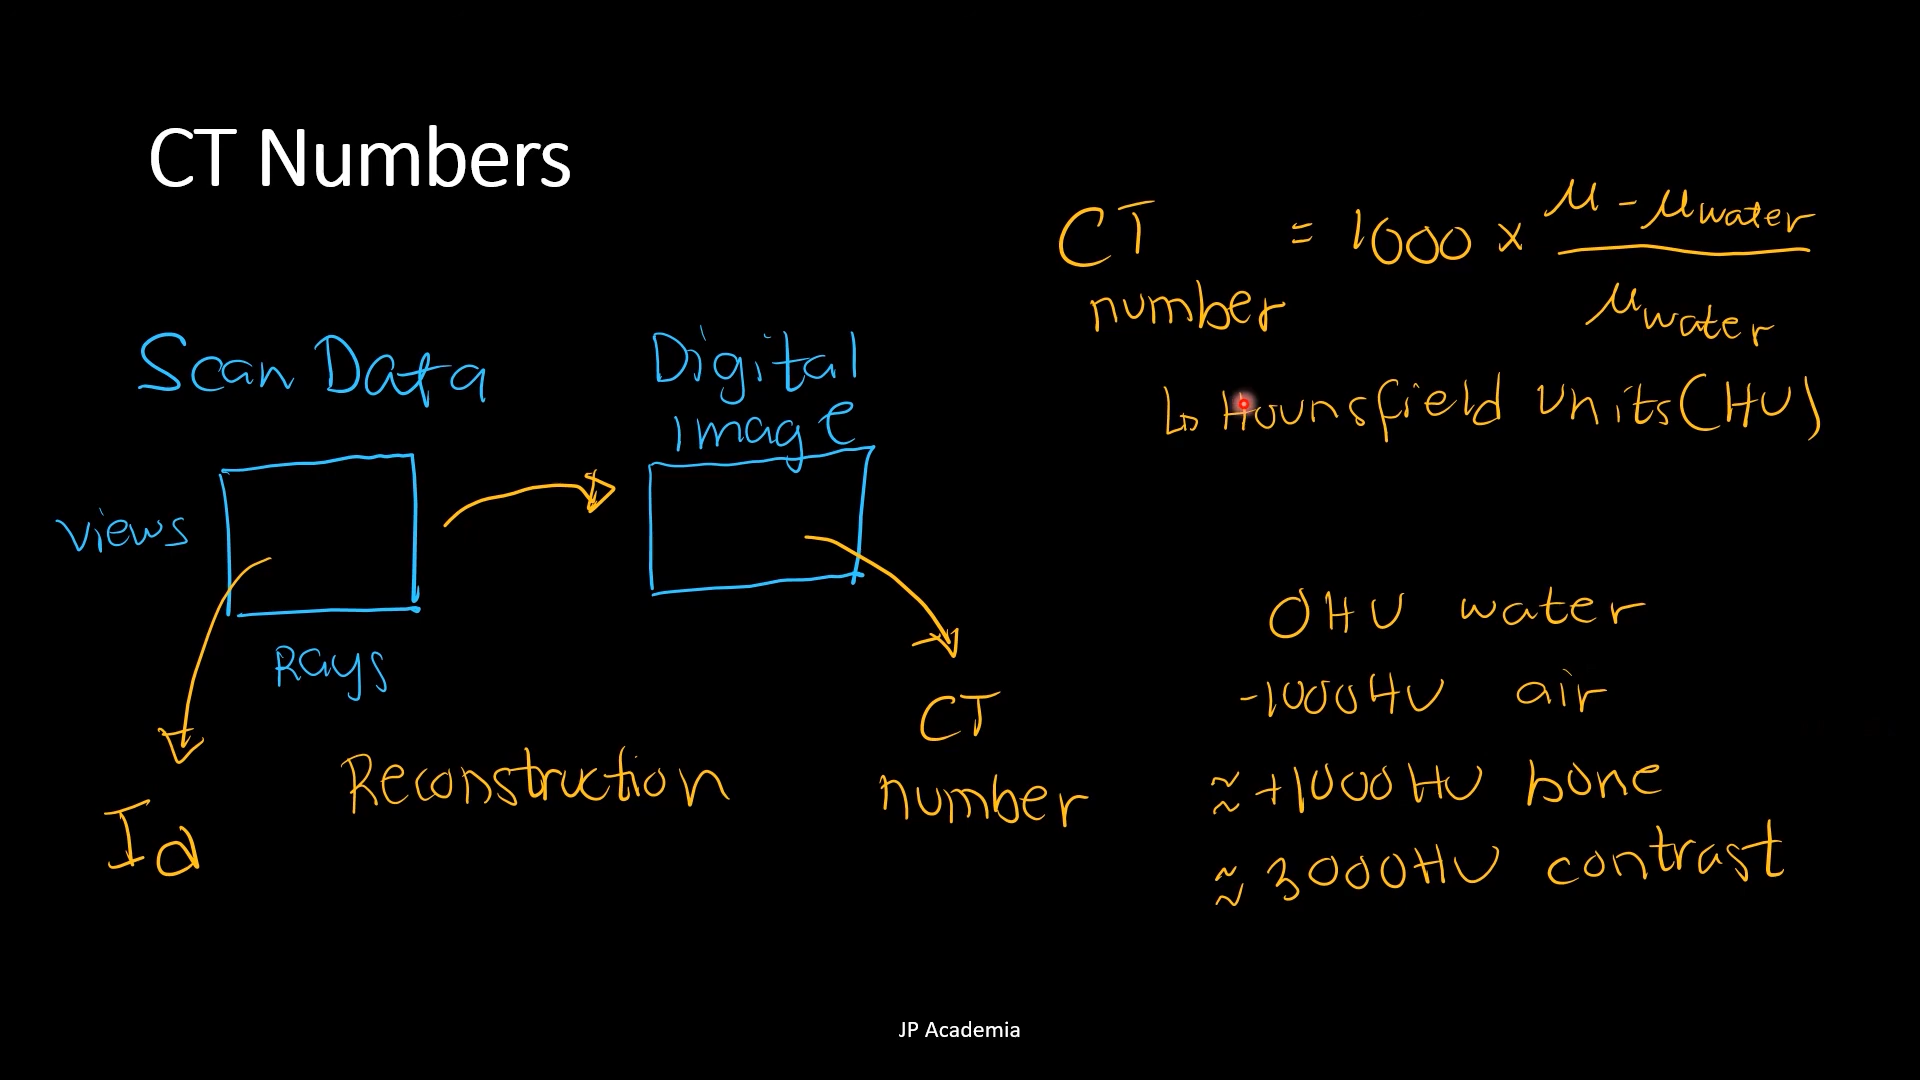 CT Numbers
CT number = 1000 × μ - μwater / μwater
↳ Hounsfield Units (HU)
Scan Data
Digital
image
views
Rays
Id
Reconstruction
CT
number
0HU water
-1000HU air
≈ +1000HU bone
≈ 3000HU contrast
JP Academia